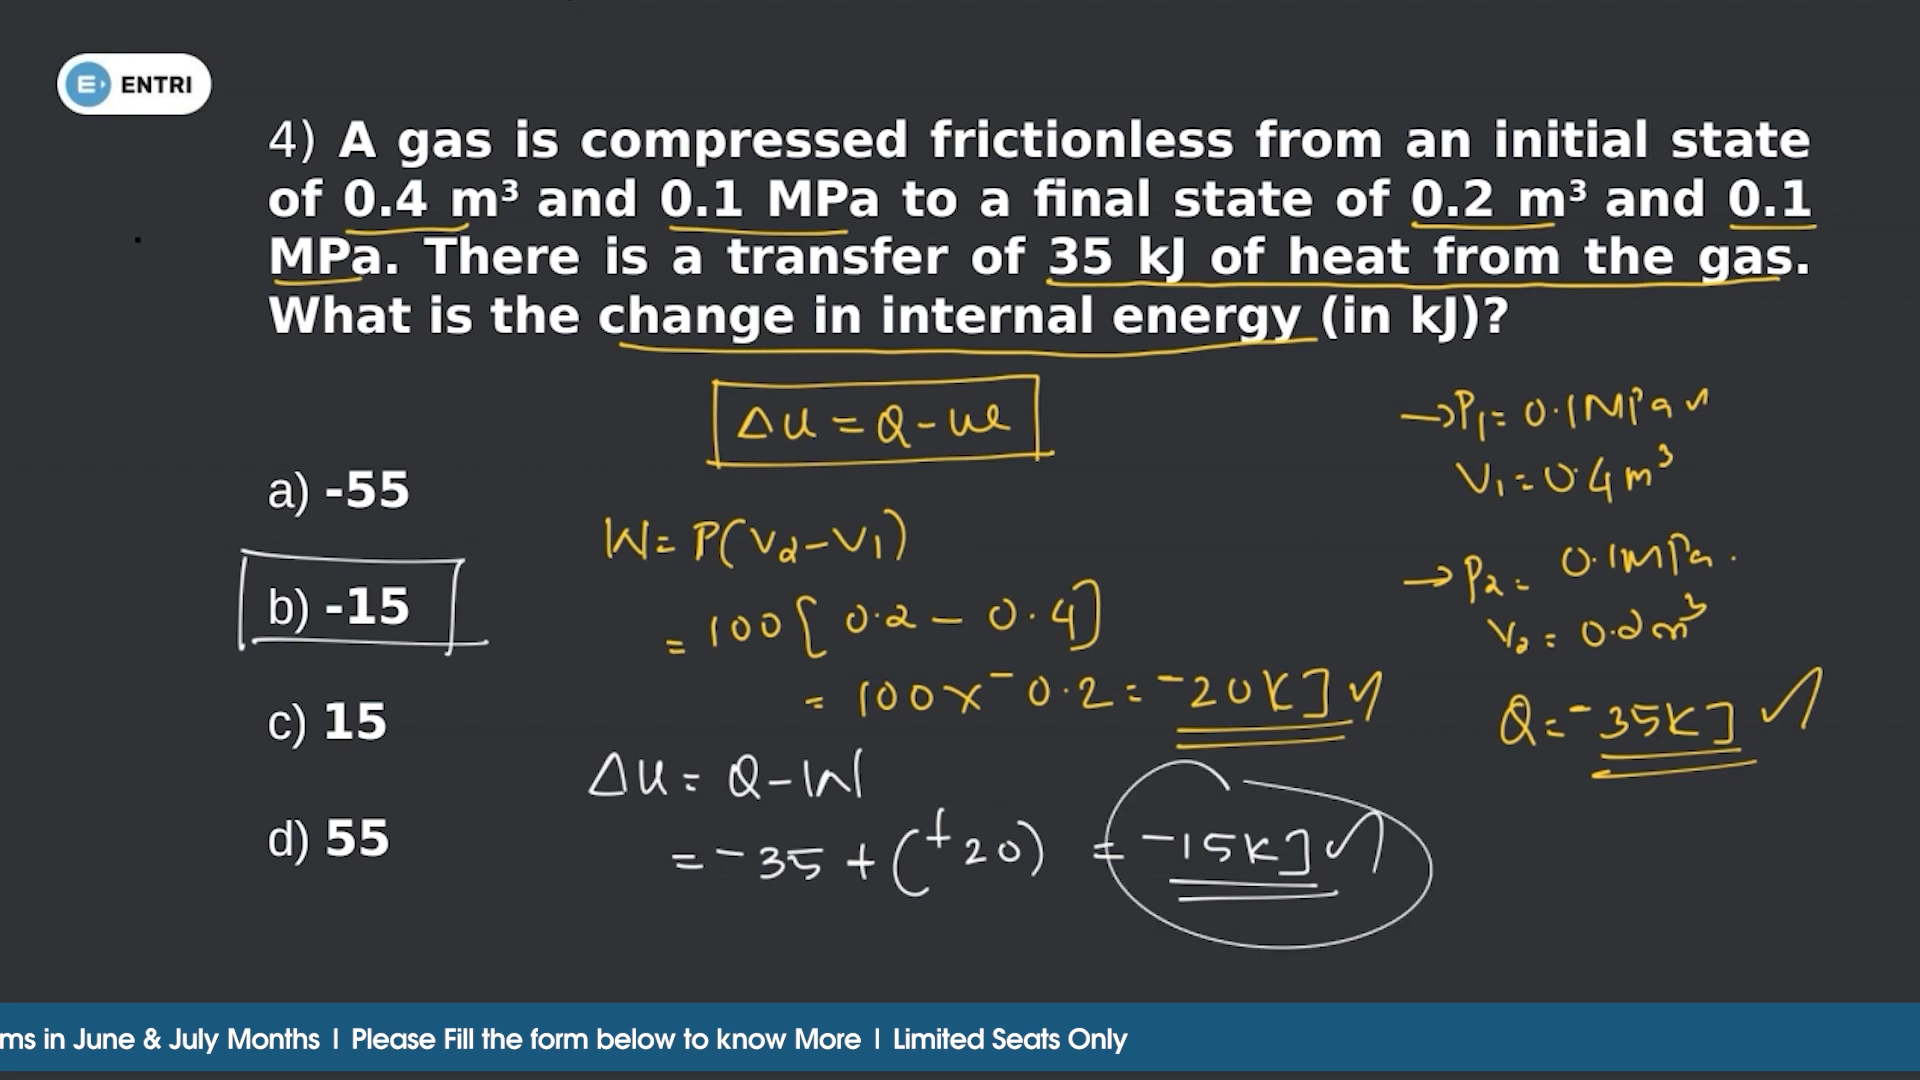 ENTRI
4) A gas is compressed frictionless from an initial state
of 0.4 m³ and 0.1 MPa to a final state of 0.2 m³ and 0.1
MPa. There is a transfer of 35 kJ of heat from the gas.
What is the change in internal energy (in kJ)?
ΔU = Q - W
→P1 = 0.1MPa
V1 = 0.4m³
a) -55
W = P(V2-V1)
→P2 = 0.1MPa.
V2 = 0.2m³
b) -15
= 100[0.2 - 0.4]
= 100x -0.2 = -20KJ
Q = -35KJ
c) 15
ΔU = Q-W
d) 55
= -35 + (+20) = -15KJ
ms in June & July Months | Please Fill the form below to know More | Limited Seats Only